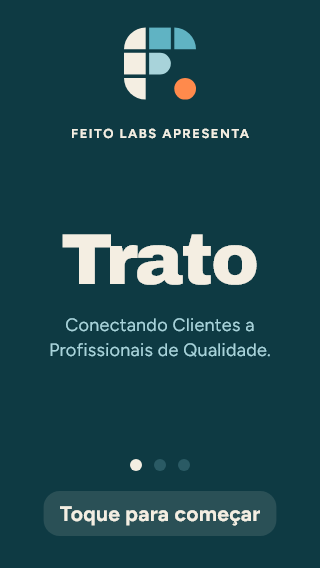 FEITO LABS APRESENTA
Trato
Conectando Clientes a
Profissionais de Qualidade.
Toque para começar